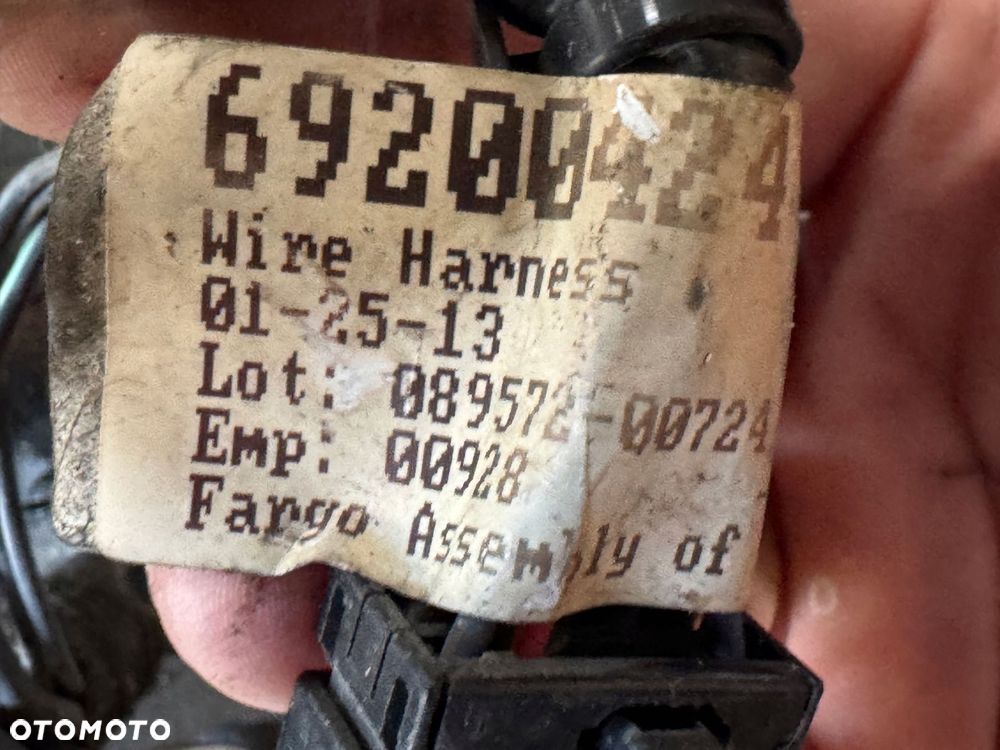 69200424
Wire Harness
01-25-13
Lot: 089572-00724
Emp: 00928
Fargo Assembly of
OTOMOTO